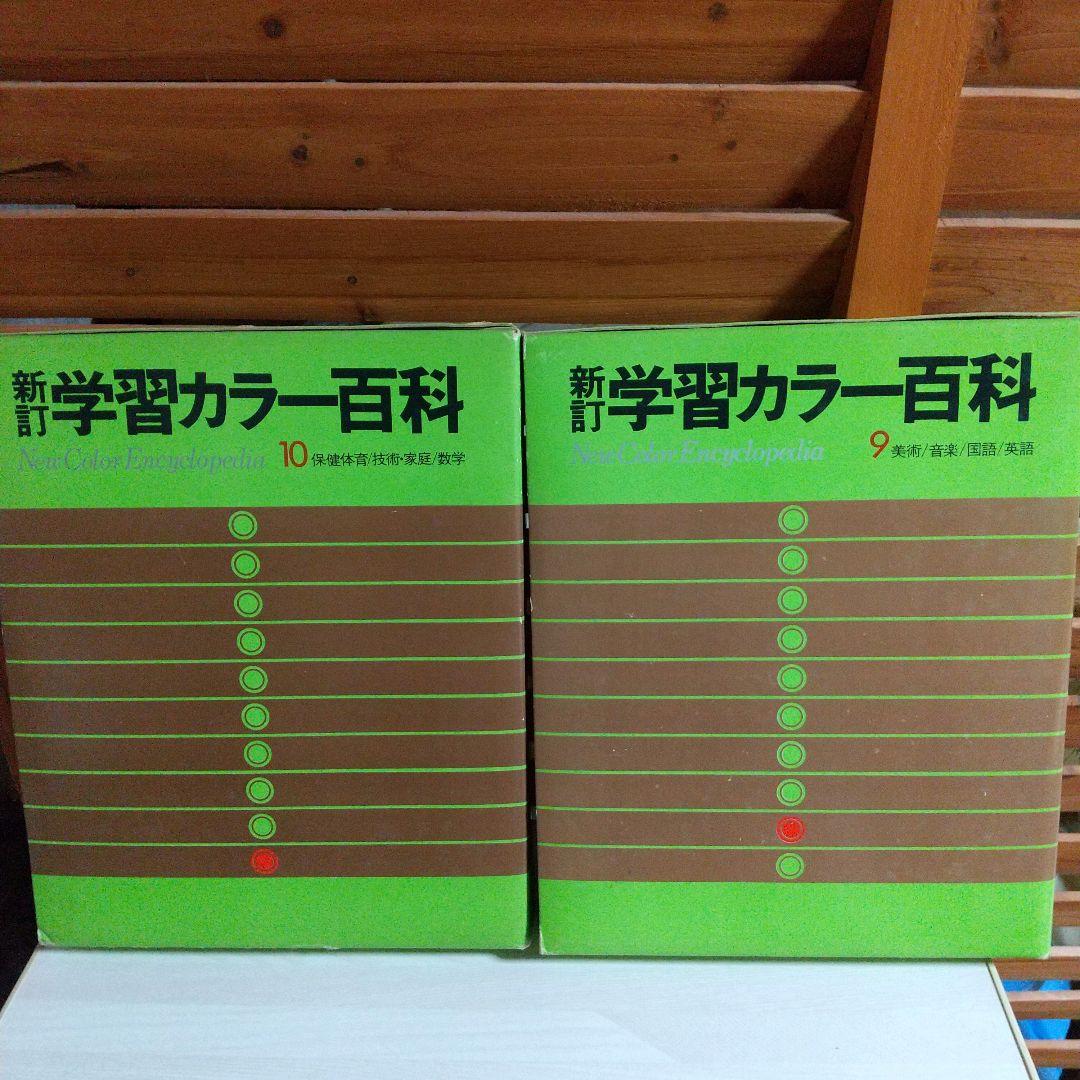 新訂 学習カラー百科
New Color Encyclopedia 10 保健体育/技術・家庭/数学
新訂 学習カラー百科
New Color Encyclopedia 9 美術/音楽/国語/英語